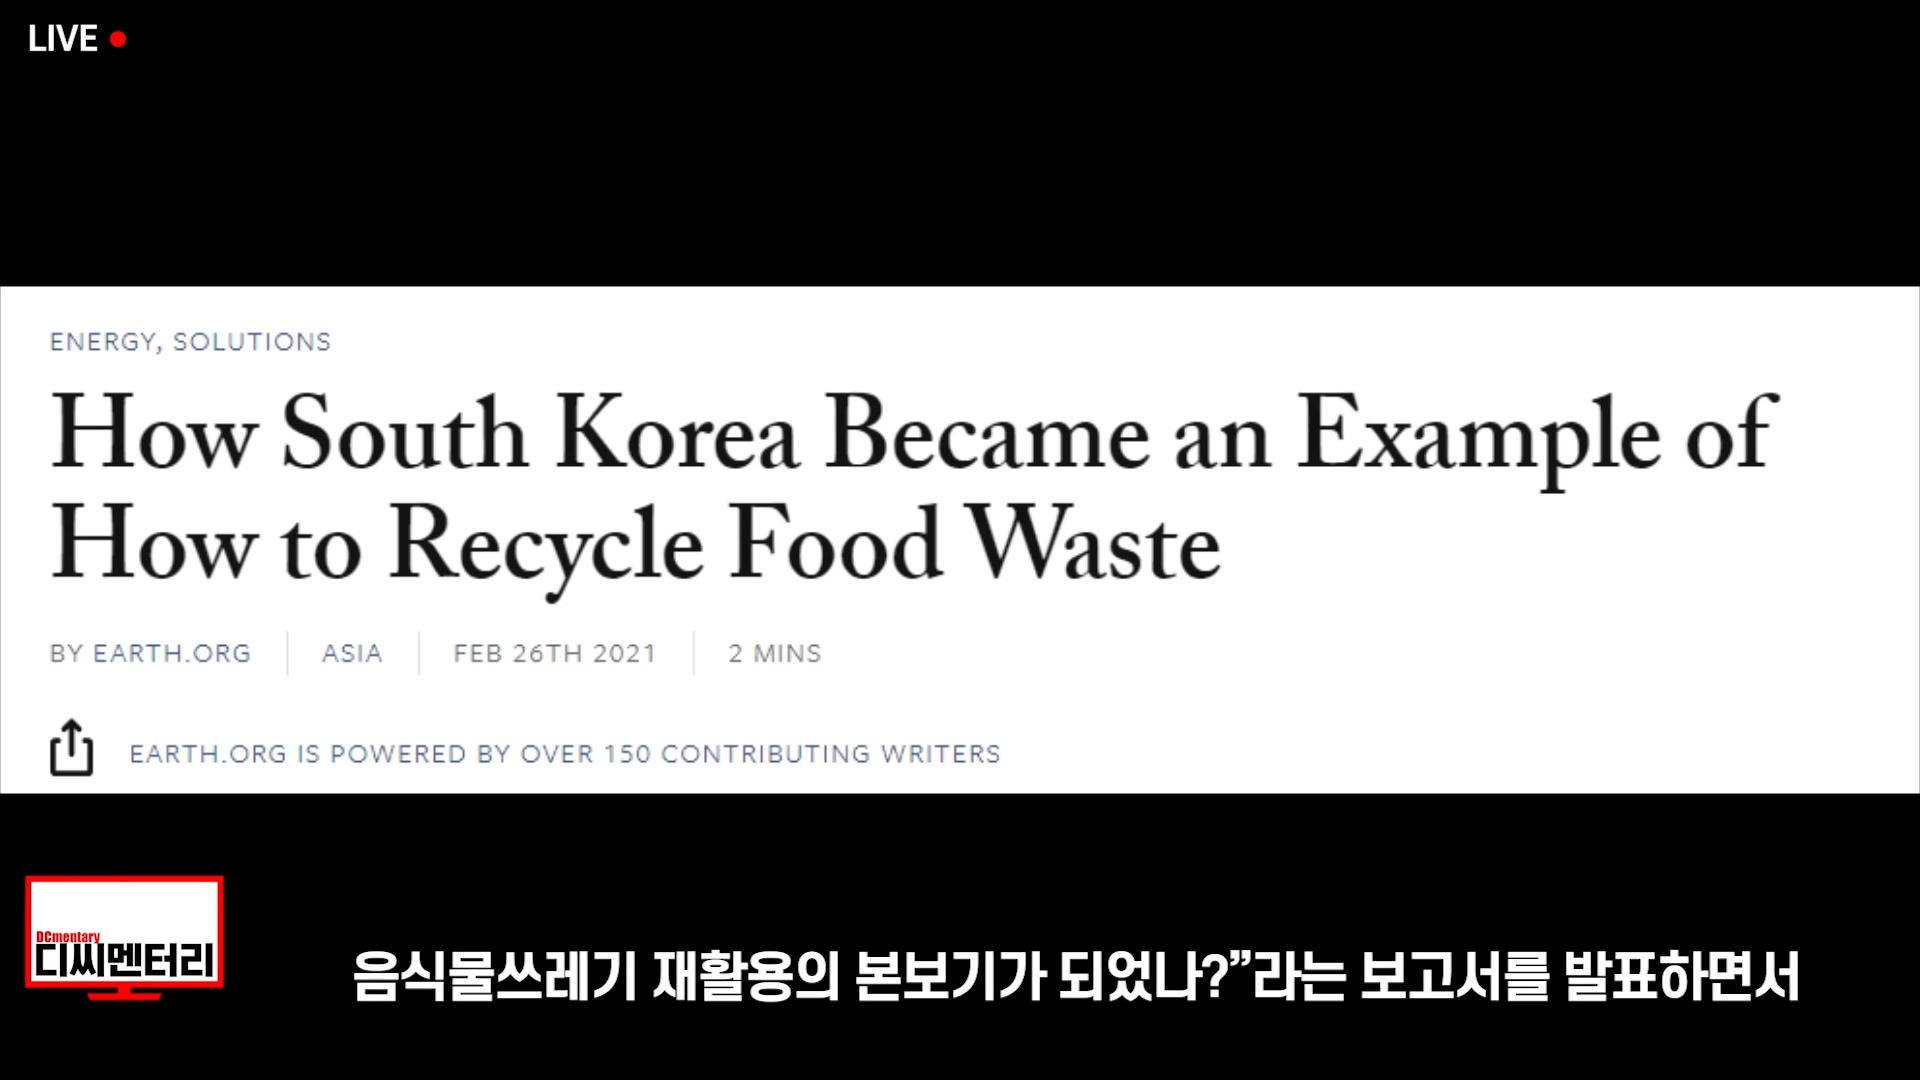 LIVE
ENERGY, SOLUTIONS
How South Korea Became an Example of
How to Recycle Food Waste
BY EARTH.ORG
ASIA
FEB 26TH 2021
2 MINS
EARTH.ORG IS POWERED BY OVER 150 CONTRIBUTING WRITERS
DCmentary
디씨멘터리
음식물쓰레기 재활용의 본보기가 되었나?”라는 보고서를 발표하면서